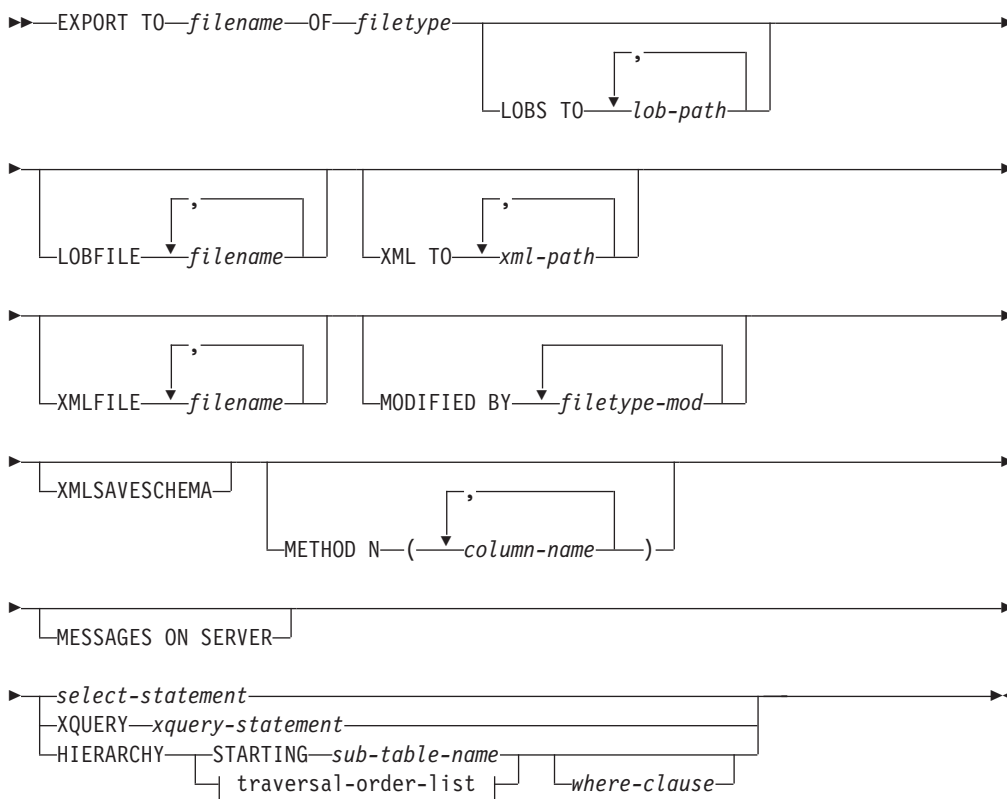 EXPORT TO filename OF filetype
,
LOBS TO lob-path
, ,
LOBFILE filename XML TO xml-path
,
XMLFILE filename MODIFIED BY filetype-mod
XMLSAVESCHEMA ,
METHOD N ( column-name )
MESSAGES ON SERVER
select-statement
XQUERY xquery-statement
HIERARCHY STARTING sub-table-name
traversal-order-list where-clause